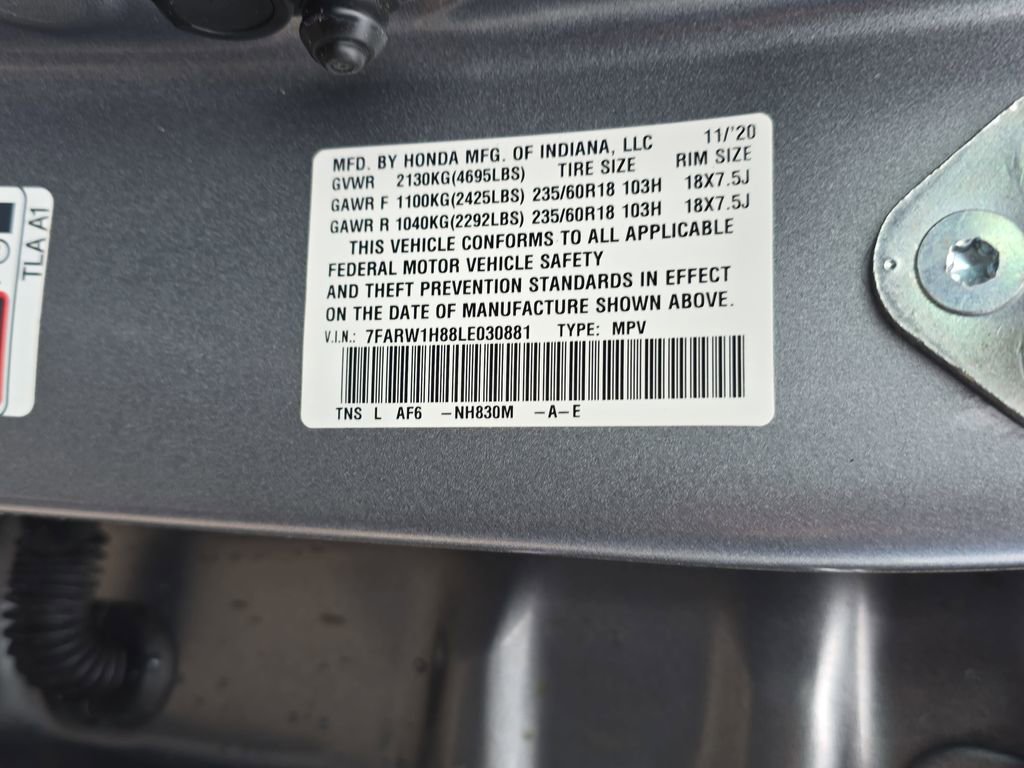 MFD. BY HONDA MFG. OF INDIANA, LLC 11/'20
GVWR 2130KG(4695LBS) TIRE SIZE RIM SIZE
GAWR F 1100KG(2425LBS) 235/60R18 103H 18X7.5J
GAWR R 1040KG(2292LBS) 235/60R18 103H 18X7.5J
THIS VEHICLE CONFORMS TO ALL APPLICABLE
FEDERAL MOTOR VEHICLE SAFETY
AND THEFT PREVENTION STANDARDS IN EFFECT
ON THE DATE OF MANUFACTURE SHOWN ABOVE.
V.I.N.: 7FARW1H88LE030881 TYPE: MPV
TNS L AF6 -NH830M -A-E
TLA A1